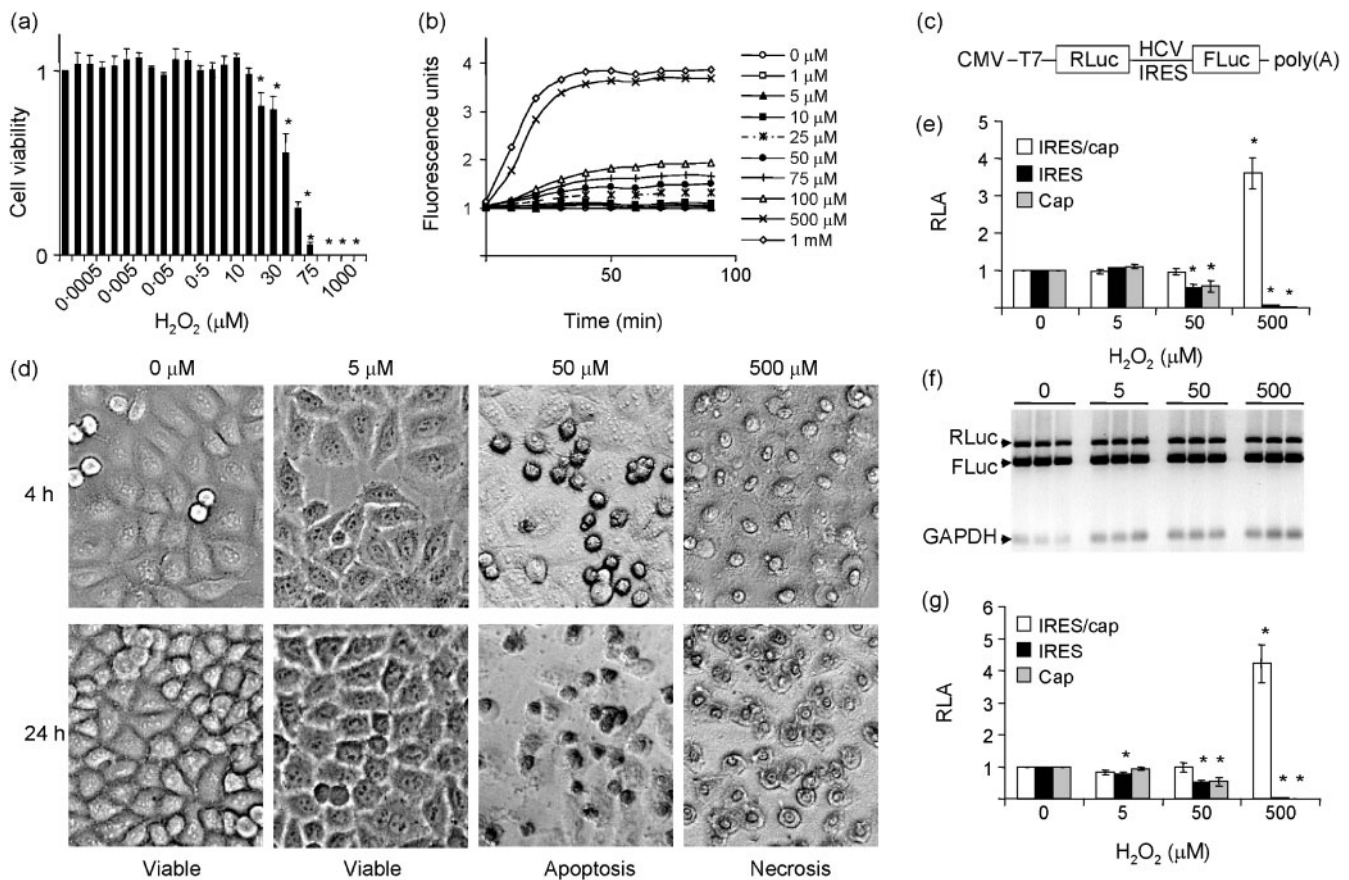 (a)
Cell viability
1
0
* * * * * * * *
0·0005 0·005 0·05 0·5 10 30 75 1000
H2O2 (μM)
(b)
Fluorescence units
4
3
2
1
0 50 100
Time (min)
0 μM
1 μM
5 μM
10 μM
25 μM
50 μM
75 μM
100 μM
500 μM
1 mM
(c)
CMV–T7 RLuc HCV IRES FLuc poly(A)
(d)
0 μM 5 μM 50 μM 500 μM
4 h
24 h
Viable Viable Apoptosis Necrosis
(e)
RLA
5
4
3
2
1
IRES/cap
IRES
Cap
* * * * *
0 5 50 500
H2O2 (μM)
(f)
0 5 50 500
RLuc
FLuc
GAPDH
(g)
RLA
6
5
4
3
2
1
IRES/cap
IRES
Cap
* * * * * *
0 5 50 500
H2O2 (μM)